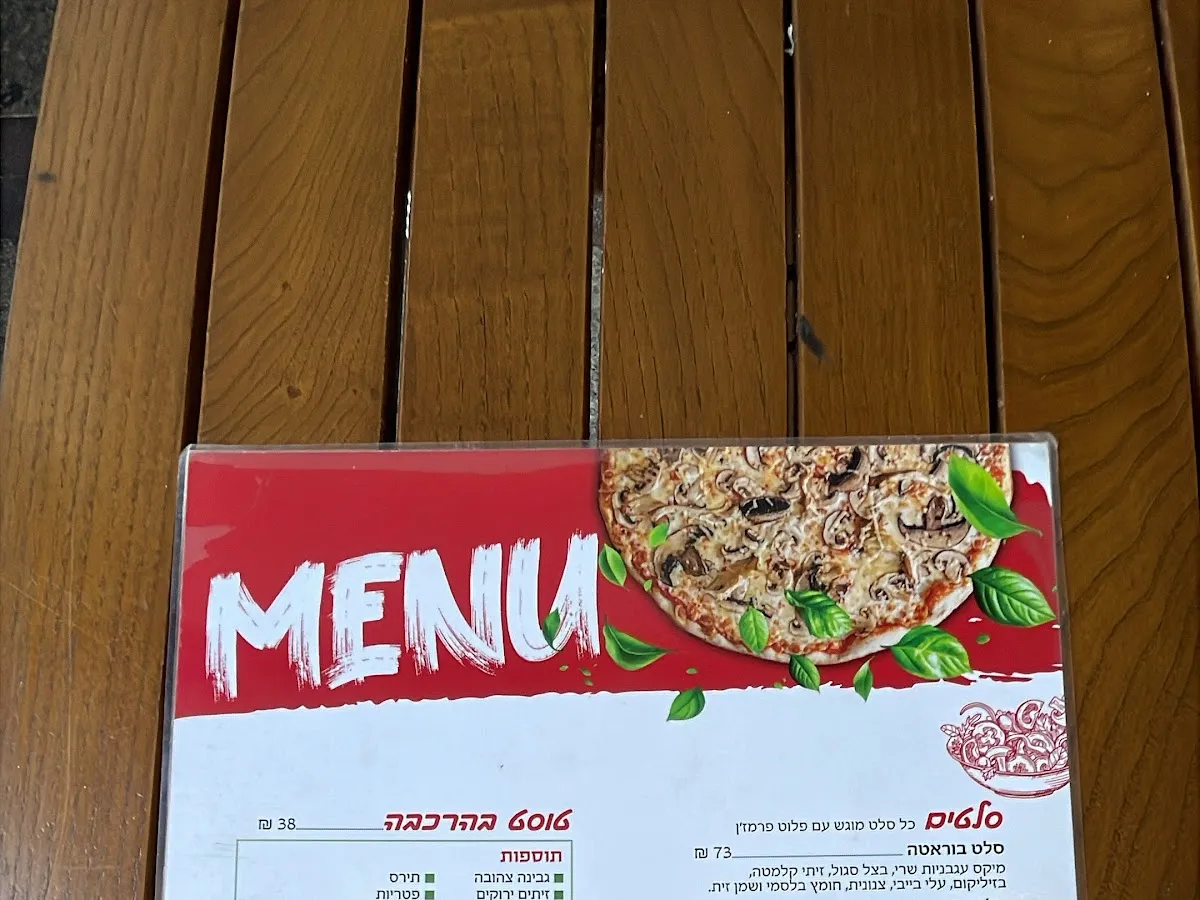 MENU
סלטים כל סלט מוגש עם פלוט פרמז'ן
סלט בוראטה 73 ₪
מיקס עגבניות שרי, בצל סגול, זיתי קלמטה,
בזיליקום, עלי בייבי, צנונית, חומץ בלסמי ושמן זית.
טוסט בהרכבה 38 ₪
תוספות
גבינה צהובה
תירס
זיתים ירוקים
פטריות